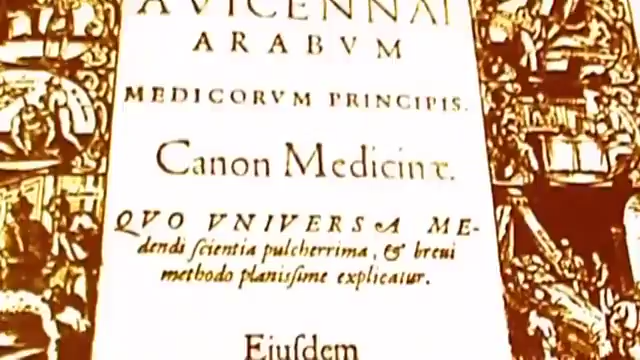 AVICENNAE
ARABVM
MEDICORVM PRINCIPIS.
Canon Medicinæ.
QVO VNIVERSA ME-
dendi ſcientia pulcherrima, & breui
methodo planiſſime explicatur.
Eiuſdem